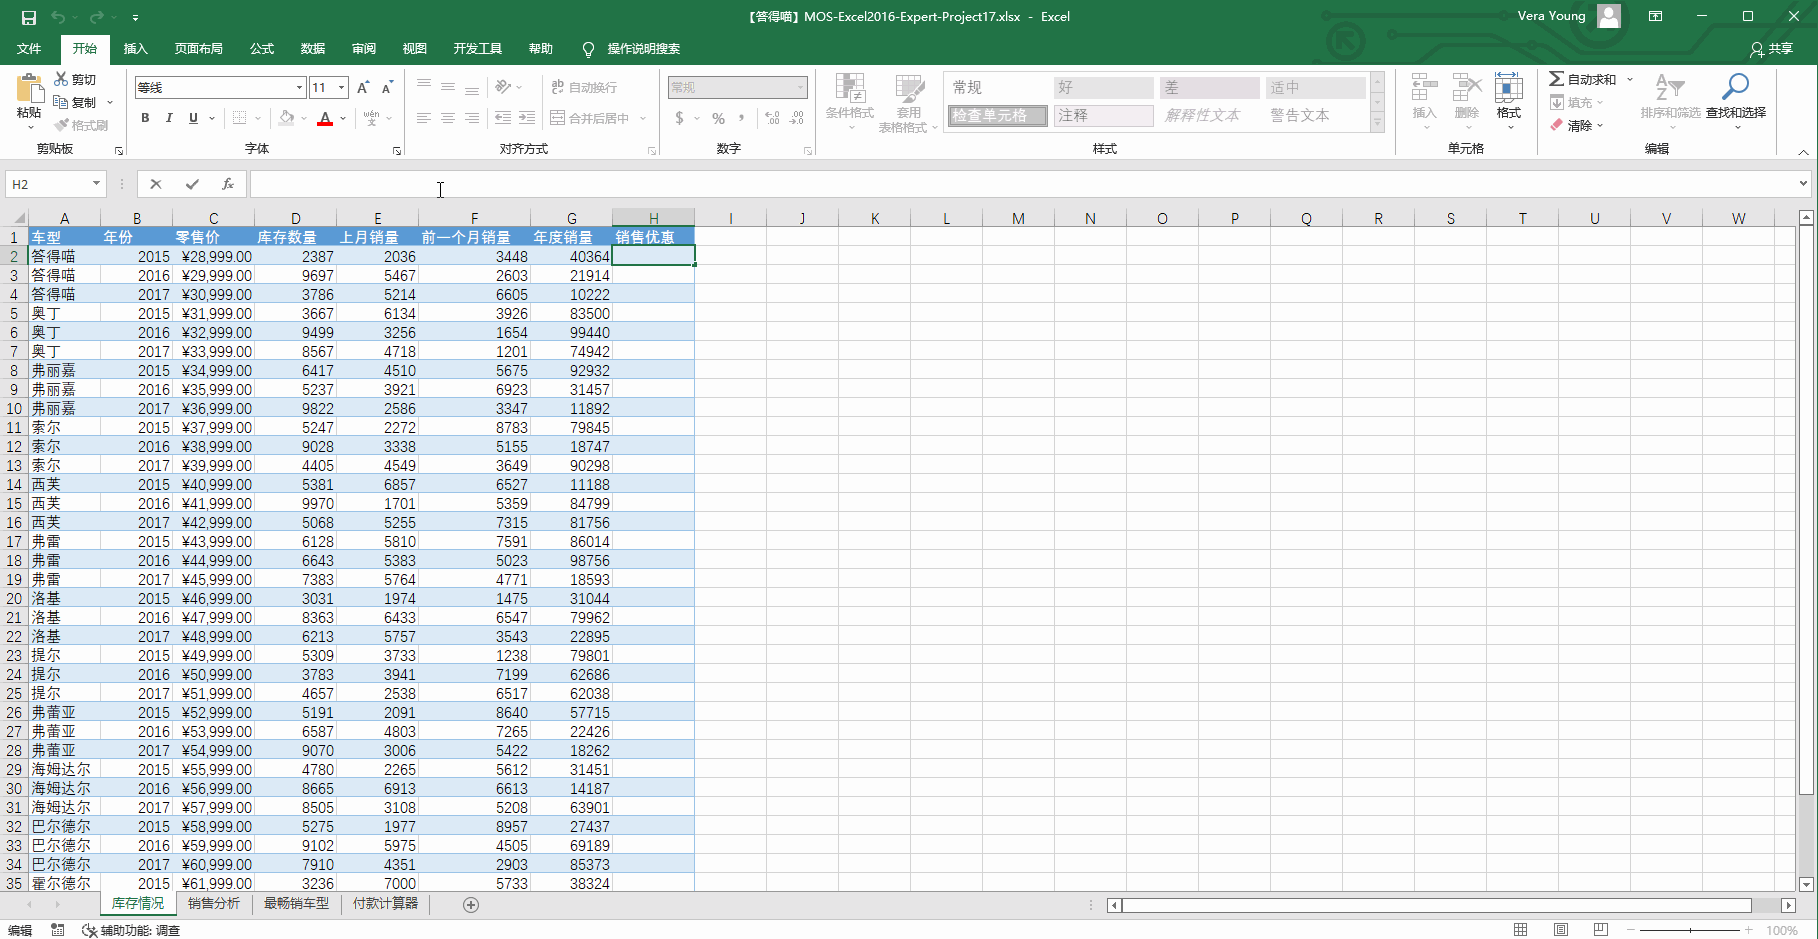 【答得喵】MOS-Excel2016-Expert-Project17.xlsx - Excel
Vera Young
文件 开始 插入 页面布局 公式 数据 审阅 视图 开发工具 帮助 操作说明搜索 共享
粘贴 剪切 复制 格式刷 剪贴板
等线 11 A A B I U A wén 文 字体
ab 自动换行 合并后居中 对齐方式
常规 $ % , .0 .00 数字
条件格式 套用 表格格式 常规 好 差 适中
检查单元格 注释 解释性文本 警告文本 样式
插入 删除 格式 单元格
自动求和 填充 清除 排序和筛选 查找和选择 编辑
H2 fx
A B C D E F G H I J K L M N O P Q R S T U V W
1 车型 年份 零售价 库存数量 上月销量 前一个月销量 年度销量 销售优惠
2 答得喵 2015 ¥28,999.00 2387 2036 3448 40364
3 答得喵 2016 ¥29,999.00 9697 5467 2603 21914
4 答得喵 2017 ¥30,999.00 3786 5214 6605 10222
5 奥丁 2015 ¥31,999.00 3667 6134 3926 83500
6 奥丁 2016 ¥32,999.00 9499 3256 1654 99440
7 奥丁 2017 ¥33,999.00 8567 4718 1201 74942
8 弗丽嘉 2015 ¥34,999.00 6417 4510 5675 92932
9 弗丽嘉 2016 ¥35,999.00 5237 3921 6923 31457
10 弗丽嘉 2017 ¥36,999.00 9822 2586 3347 11892
11 索尔 2015 ¥37,999.00 5247 2272 8783 79845
12 索尔 2016 ¥38,999.00 9028 3338 5155 18747
13 索尔 2017 ¥39,999.00 4405 4549 3649 90298
14 西芙 2015 ¥40,999.00 5381 6857 6527 11188
15 西芙 2016 ¥41,999.00 9970 1701 5359 84799
16 西芙 2017 ¥42,999.00 5068 5255 7315 81756
17 弗雷 2015 ¥43,999.00 6128 5810 7591 86014
18 弗雷 2016 ¥44,999.00 6643 5383 5023 98756
19 弗雷 2017 ¥45,999.00 7383 5764 4771 18593
20 洛基 2015 ¥46,999.00 3031 1974 1475 31044
21 洛基 2016 ¥47,999.00 8363 6433 6547 79962
22 洛基 2017 ¥48,999.00 6213 5757 3543 22895
23 提尔 2015 ¥49,999.00 5309 3733 1238 79801
24 提尔 2016 ¥50,999.00 3783 3941 7199 62686
25 提尔 2017 ¥51,999.00 4657 2538 6517 62038
26 弗蕾亚 2015 ¥52,999.00 5191 2091 8640 57715
27 弗蕾亚 2016 ¥53,999.00 6587 4803 7265 22426
28 弗蕾亚 2017 ¥54,999.00 9070 3006 5422 18262
29 海姆达尔 2015 ¥55,999.00 4780 2265 5612 31451
30 海姆达尔 2016 ¥56,999.00 8665 6913 6613 14187
31 海姆达尔 2017 ¥57,999.00 8505 3108 5208 63901
32 巴尔德尔 2015 ¥58,999.00 5275 1977 8957 27437
33 巴尔德尔 2016 ¥59,999.00 9102 5975 4505 69189
34 巴尔德尔 2017 ¥60,999.00 7910 4351 2903 85373
35 霍尔德尔 2015 ¥61,999.00 3236 7000 5733 38324
库存情况 销售分析 最畅销车型 付款计算器
编辑 辅助功能: 调查 100%